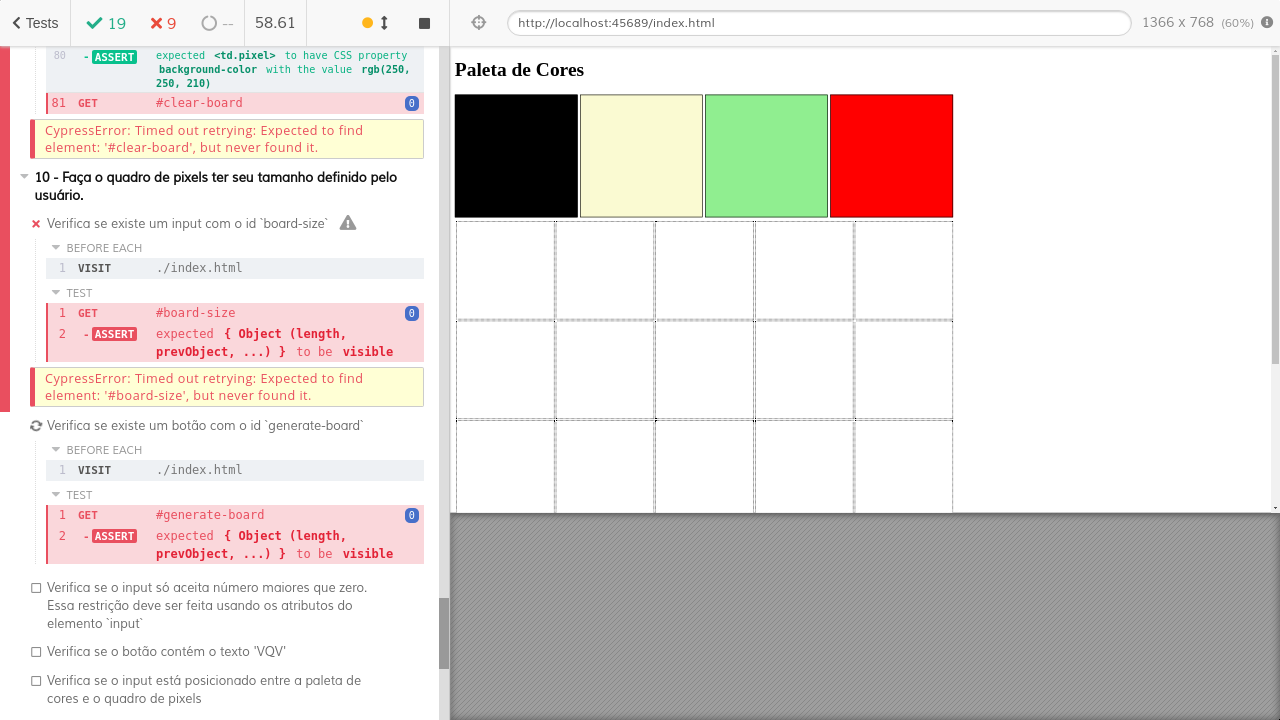 Tests 19 9 -- 58.61
http://localhost:45689/index.html 1366 x 768 (60%)
80 - ASSERT expected <td.pixel> to have CSS property
background-color with the value rgb(250,
250, 210)
81 GET #clear-board 0
CypressError: Timed out retrying: Expected to find
element: '#clear-board', but never found it.
10 - Faça o quadro de pixels ter seu tamanho definido pelo
usuário.
Verifica se existe um input com o id `board-size`
BEFORE EACH
1 VISIT ./index.html
TEST
1 GET #board-size 0
2 - ASSERT expected { Object (length,
prevObject, ...) } to be visible
CypressError: Timed out retrying: Expected to find
element: '#board-size', but never found it.
Verifica se existe um botão com o id `generate-board`
BEFORE EACH
1 VISIT ./index.html
TEST
1 GET #generate-board 0
2 - ASSERT expected { Object (length,
prevObject, ...) } to be visible
Verifica se o input só aceita número maiores que zero.
Essa restrição deve ser feita usando os atributos do
elemento `input`
Verifica se o botão contém o texto 'VQV'
Verifica se o input está posicionado entre a paleta de
cores e o quadro de pixels
Paleta de Cores